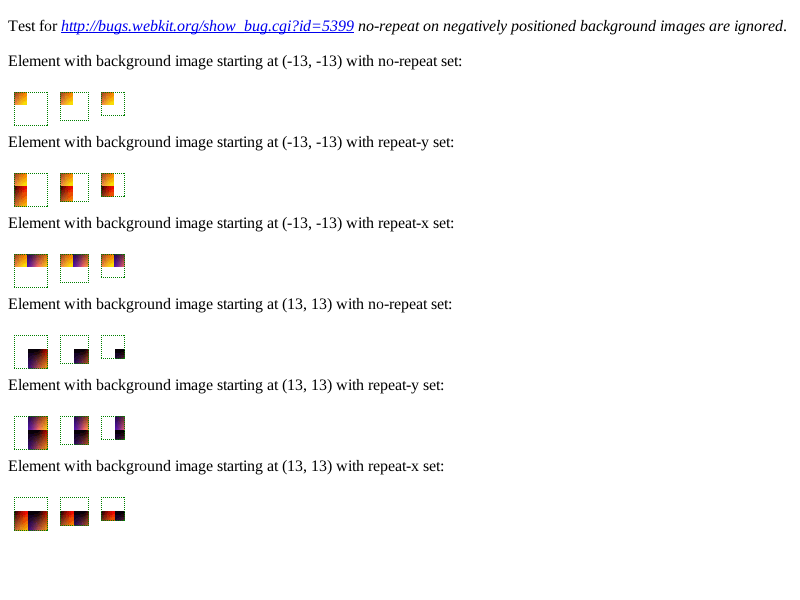 Test for http://bugs.webkit.org/show_bug.cgi?id=5399 no-repeat on negatively positioned background images are ignored.
Element with background image starting at (-13, -13) with no-repeat set:
Element with background image starting at (-13, -13) with repeat-y set:
Element with background image starting at (-13, -13) with repeat-x set:
Element with background image starting at (13, 13) with no-repeat set:
Element with background image starting at (13, 13) with repeat-y set:
Element with background image starting at (13, 13) with repeat-x set: